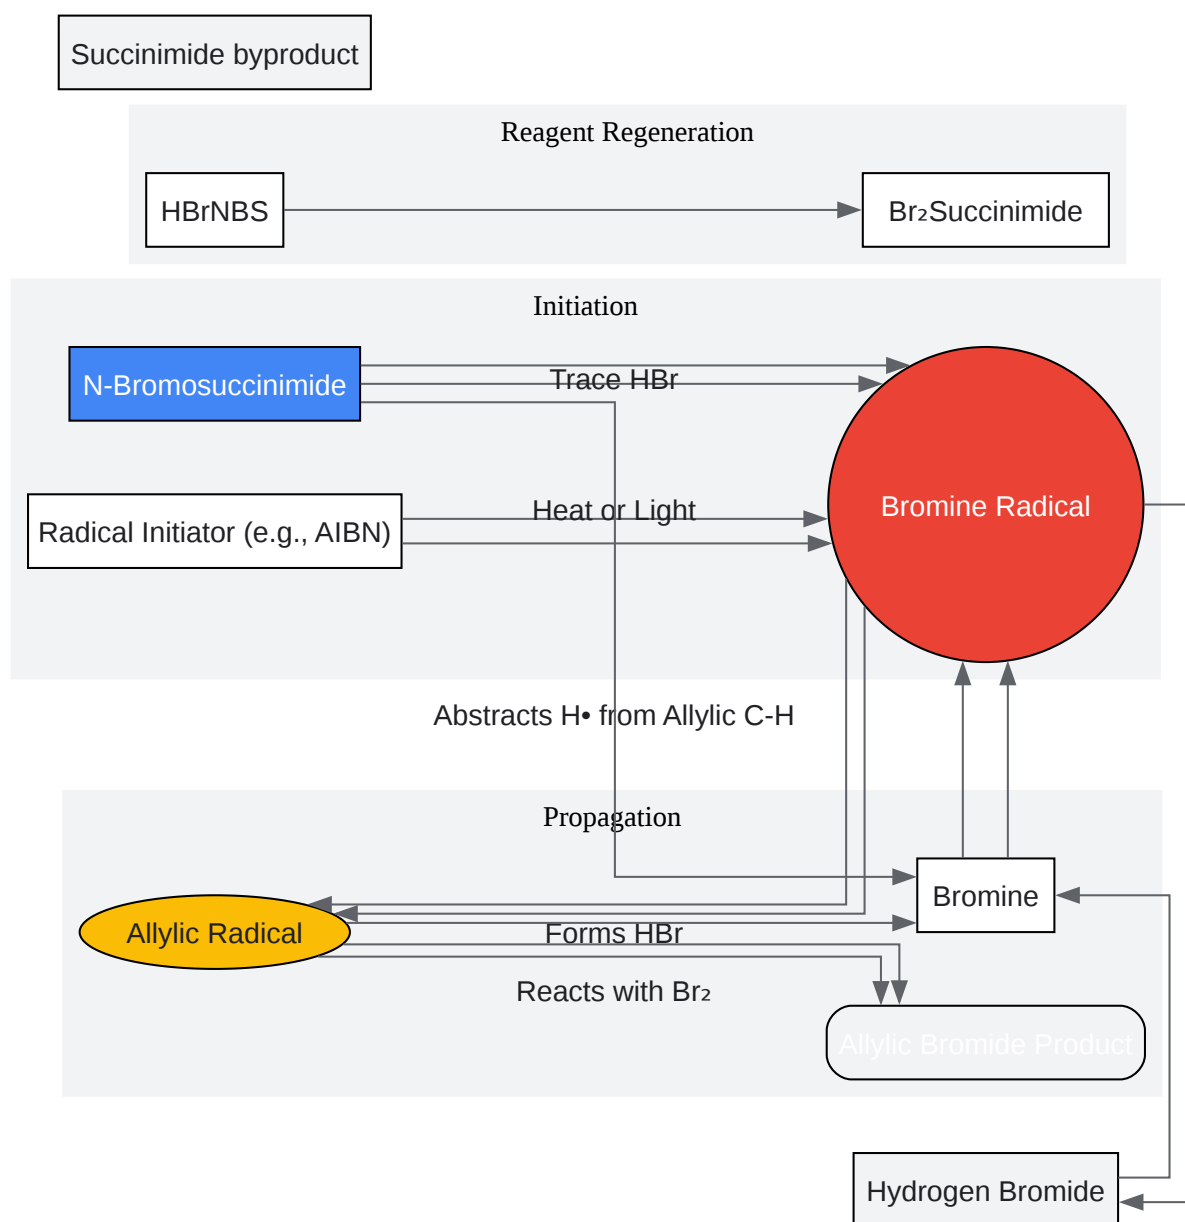 Succinimide byproduct
Reagent Regeneration
HBrNBS
Br₂Succinimide
Initiation
N-Bromosuccinimide
Trace HBr
Radical Initiator (e.g., AIBN)
Heat or Light
Bromine Radical
Abstracts H• from Allylic C-H
Propagation
Bromine
Allylic Radical
Forms HBr
Reacts with Br₂
Allylic Bromide Product
Hydrogen Bromide